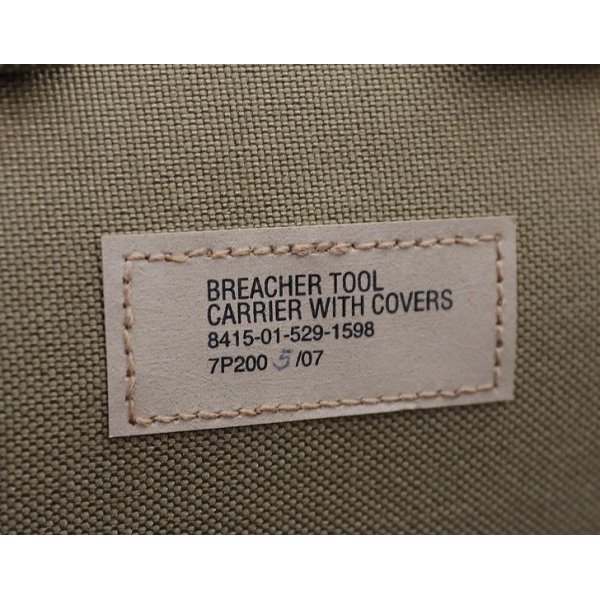 BREACHER TOOL
CARRIER WITH COVERS
8415-01-529-1598
7P200 5 /07